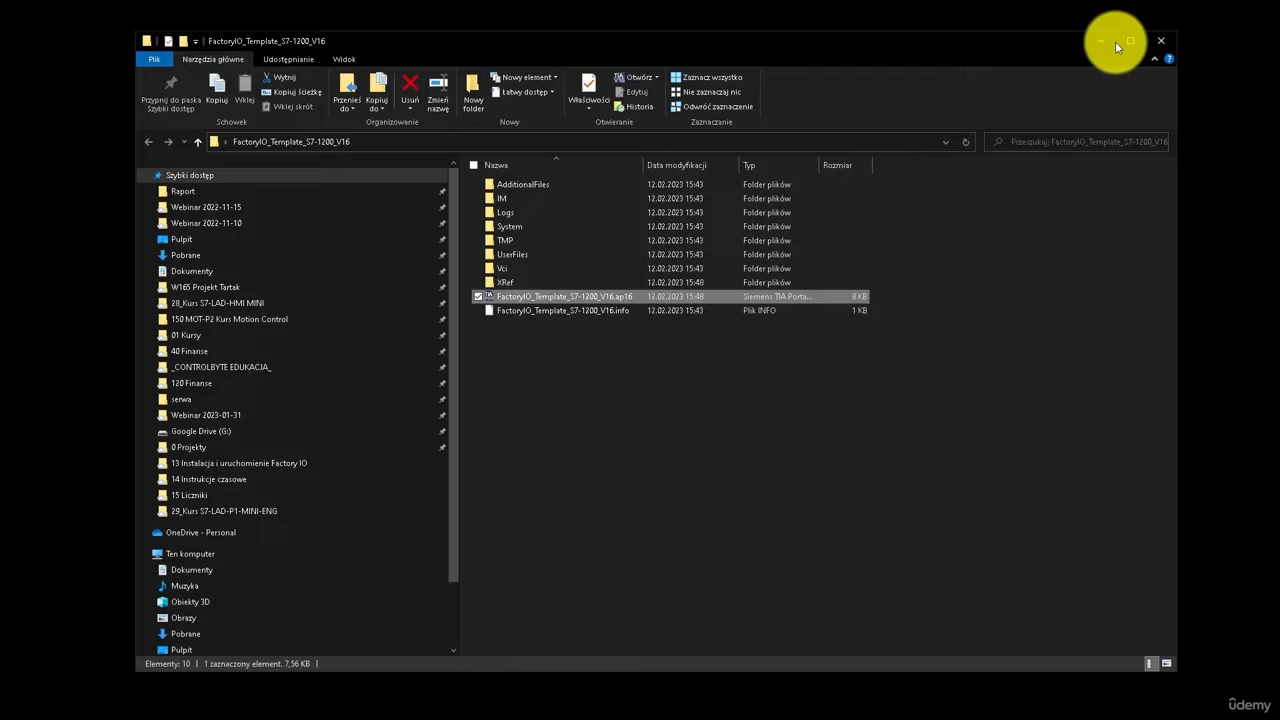 FactoryIO_Template_S7-1200_V16
Plik Narzędzia główne Udostępnianie Widok
Przypnij do paska Szybki dostęp
Kopiuj
Wklej
Wytnij
Kopiuj ścieżkę
Wklej skrót
Schowek
Przenieś do
Kopiuj do
Usuń
Zmień nazwę
Organizowanie
Nowy folder
Nowy element
Łatwy dostęp
Nowy
Właściwości
Otwórz
Edytuj
Historia
Otwieranie
Zaznacz wszystko
Nie zaznaczaj nic
Odwróć zaznaczenie
Zaznaczanie
FactoryIO_Template_S7-1200_V16
Przeszukaj: FactoryIO_Template_S7-1200_V16
Szybki dostęp
Raport
Webinar 2022-11-15
Webinar 2022-11-10
Pulpit
Pobrane
Dokumenty
W165 Projekt Tartak
28_Kurs S7-LAD-HMI MINI
150 MOT-P2 Kurs Motion Control
01 Kursy
40 Finanse
_CONTROLBYTE EDUKACJA_
120 Finanse
serwa
Webinar 2023-01-31
Google Drive (G:)
0 Projekty
13 Instalacja i uruchomienie Factory IO
14 Instrukcje czasowe
15 Liczniki
29_Kurs S7-LAD-P1-MINI-ENG
OneDrive - Personal
Ten komputer
Dokumenty
Muzyka
Obiekty 3D
Obrazy
Pobrane
Pulpit
Nazwa Data modyfikacji Typ Rozmiar
AdditionalFiles 12.02.2023 15:43 Folder plików
IM 12.02.2023 15:43 Folder plików
Logs 12.02.2023 15:43 Folder plików
System 12.02.2023 15:43 Folder plików
TMP 12.02.2023 15:43 Folder plików
UserFiles 12.02.2023 15:43 Folder plików
Vci 12.02.2023 15:43 Folder plików
XRef 12.02.2023 15:48 Folder plików
FactoryIO_Template_S7-1200_V16.ap16 12.02.2023 15:48 Siemens TIA Porta... 8 KB
FactoryIO_Template_S7-1200_V16.info 12.02.2023 15:43 Plik INFO 1 KB
Elementy: 10 1 zaznaczony element. 7,56 KB
ûdemy